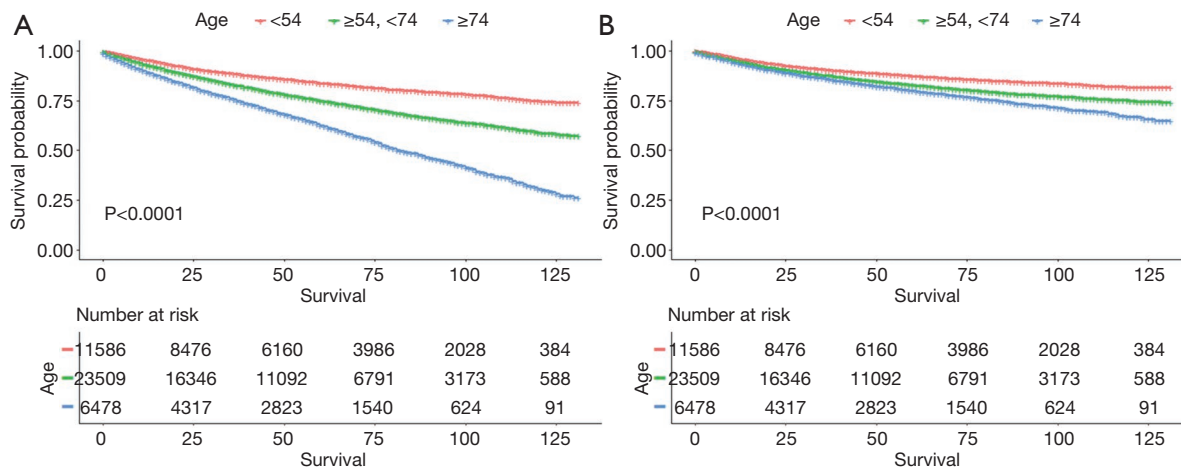 A
Age <54 ≥54, <74 ≥74
Survival probability
1.00
0.75
0.50
0.25
0.00
P<0.0001
0 25 50 75 100 125
Survival
Number at risk
Age
11586 8476 6160 3986 2028 384
23509 16346 11092 6791 3173 588
6478 4317 2823 1540 624 91
0 25 50 75 100 125
Survival
B
Age <54 ≥54, <74 ≥74
Survival probability
1.00
0.75
0.50
0.25
0.00
P<0.0001
0 25 50 75 100 125
Survival
Number at risk
Age
11586 8476 6160 3986 2028 384
23509 16346 11092 6791 3173 588
6478 4317 2823 1540 624 91
0 25 50 75 100 125
Survival